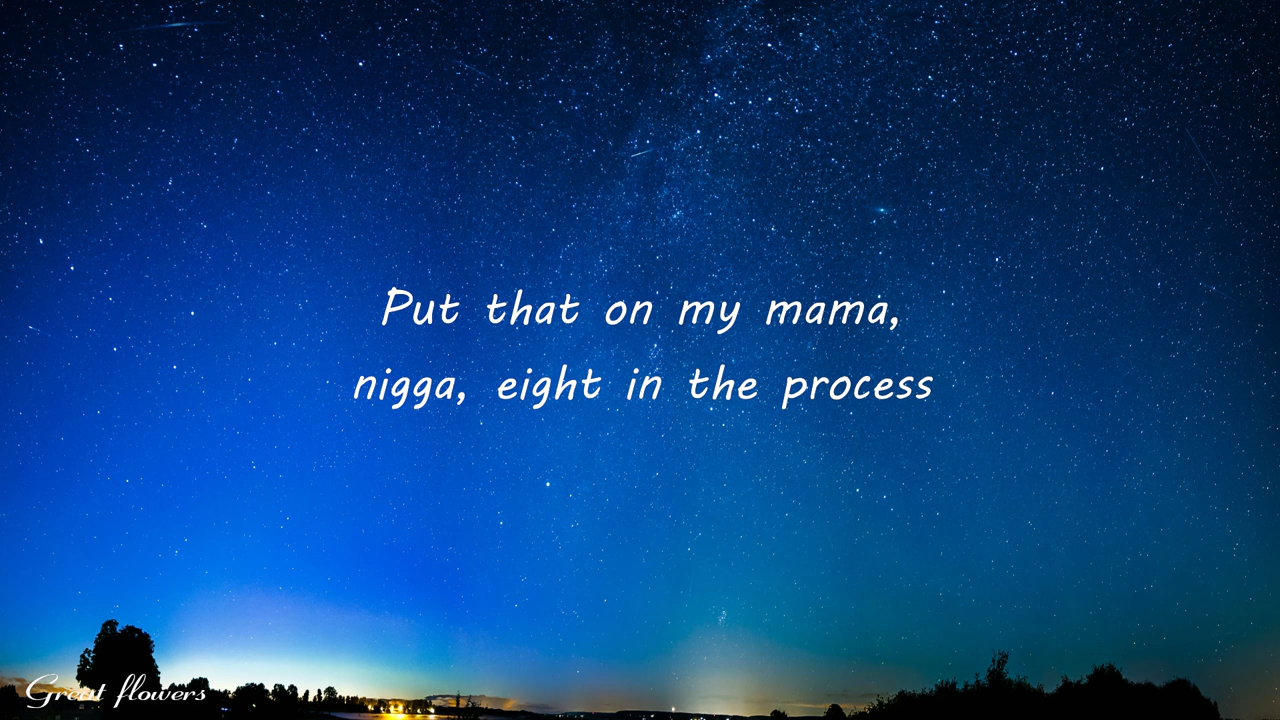 Put that on my mama,
nigga, eight in the process
Great flowers